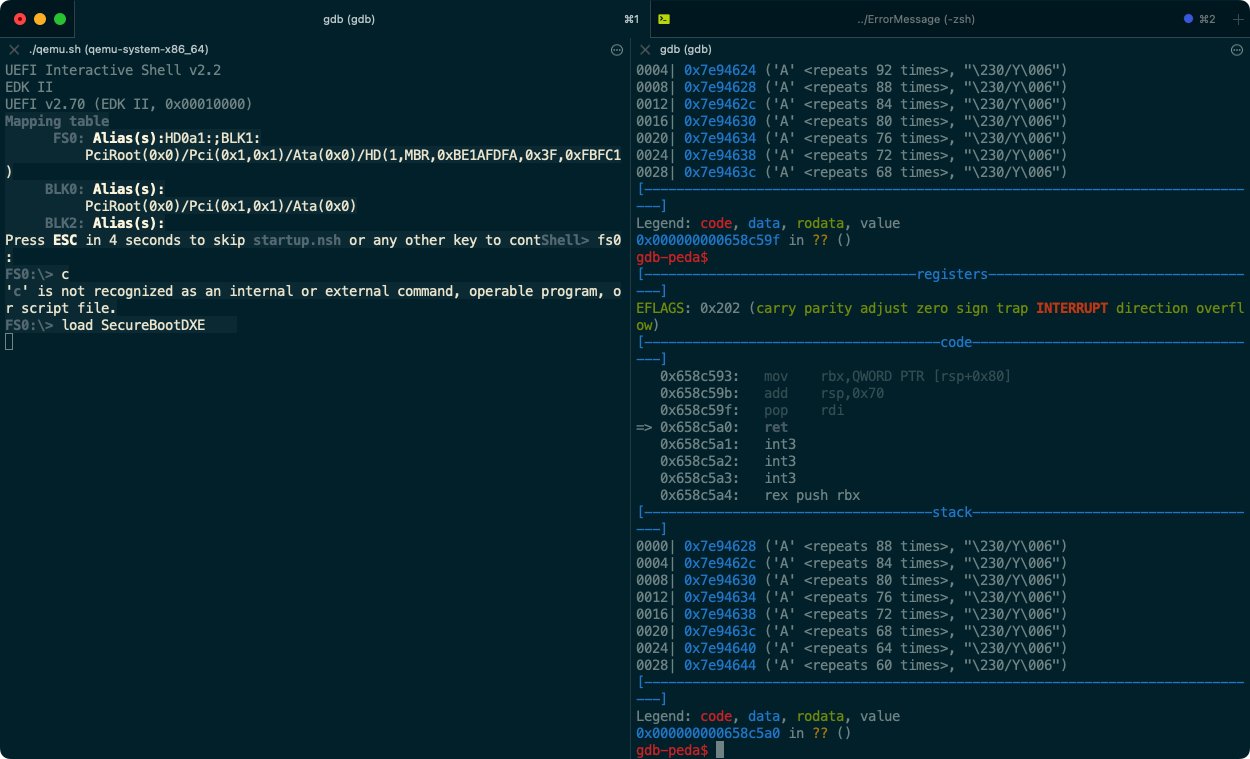 gdb (gdb)
⌘1
../ErrorMessage (-zsh)
⌘2
./qemu.sh (qemu-system-x86_64)
UEFI Interactive Shell v2.2
EDK II
UEFI v2.70 (EDK II, 0x00010000)
Mapping table
FS0: Alias(s):HD0a1:;BLK1:
PciRoot(0x0)/Pci(0x1,0x1)/Ata(0x0)/HD(1,MBR,0xBE1AFDFA,0x3F,0xFBFC1
)
BLK0: Alias(s):
PciRoot(0x0)/Pci(0x1,0x1)/Ata(0x0)
BLK2: Alias(s):
Press ESC in 4 seconds to skip startup.nsh or any other key to contShell> fs0
:
FS0:\> c
'c' is not recognized as an internal or external command, operable program, o
r script file.
FS0:\> load SecureBootDXE
gdb (gdb)
0004| 0x7e94624 ('A' <repeats 92 times>, "\230/Y\006")
0008| 0x7e94628 ('A' <repeats 88 times>, "\230/Y\006")
0012| 0x7e9462c ('A' <repeats 84 times>, "\230/Y\006")
0016| 0x7e94630 ('A' <repeats 80 times>, "\230/Y\006")
0020| 0x7e94634 ('A' <repeats 76 times>, "\230/Y\006")
0024| 0x7e94638 ('A' <repeats 72 times>, "\230/Y\006")
0028| 0x7e9463c ('A' <repeats 68 times>, "\230/Y\006")
[------------------------------------------------------------------------------
---]
Legend: code, data, rodata, value
0x000000000658c59f in ?? ()
gdb-peda$
[----------------------------------registers-----------------------------------
---]
EFLAGS: 0x202 (carry parity adjust zero sign trap INTERRUPT direction overfl
ow)
[-------------------------------------code-------------------------------------
---]
0x658c593: mov rbx,QWORD PTR [rsp+0x80]
0x658c59b: add rsp,0x70
0x658c59f: pop rdi
=> 0x658c5a0: ret
0x658c5a1: int3
0x658c5a2: int3
0x658c5a3: int3
0x658c5a4: rex push rbx
[------------------------------------stack-------------------------------------
---]
0000| 0x7e94628 ('A' <repeats 88 times>, "\230/Y\006")
0004| 0x7e9462c ('A' <repeats 84 times>, "\230/Y\006")
0008| 0x7e94630 ('A' <repeats 80 times>, "\230/Y\006")
0012| 0x7e94634 ('A' <repeats 76 times>, "\230/Y\006")
0016| 0x7e94638 ('A' <repeats 72 times>, "\230/Y\006")
0020| 0x7e9463c ('A' <repeats 68 times>, "\230/Y\006")
0024| 0x7e94640 ('A' <repeats 64 times>, "\230/Y\006")
0028| 0x7e94644 ('A' <repeats 60 times>, "\230/Y\006")
[------------------------------------------------------------------------------
---]
Legend: code, data, rodata, value
0x000000000658c5a0 in ?? ()
gdb-peda$